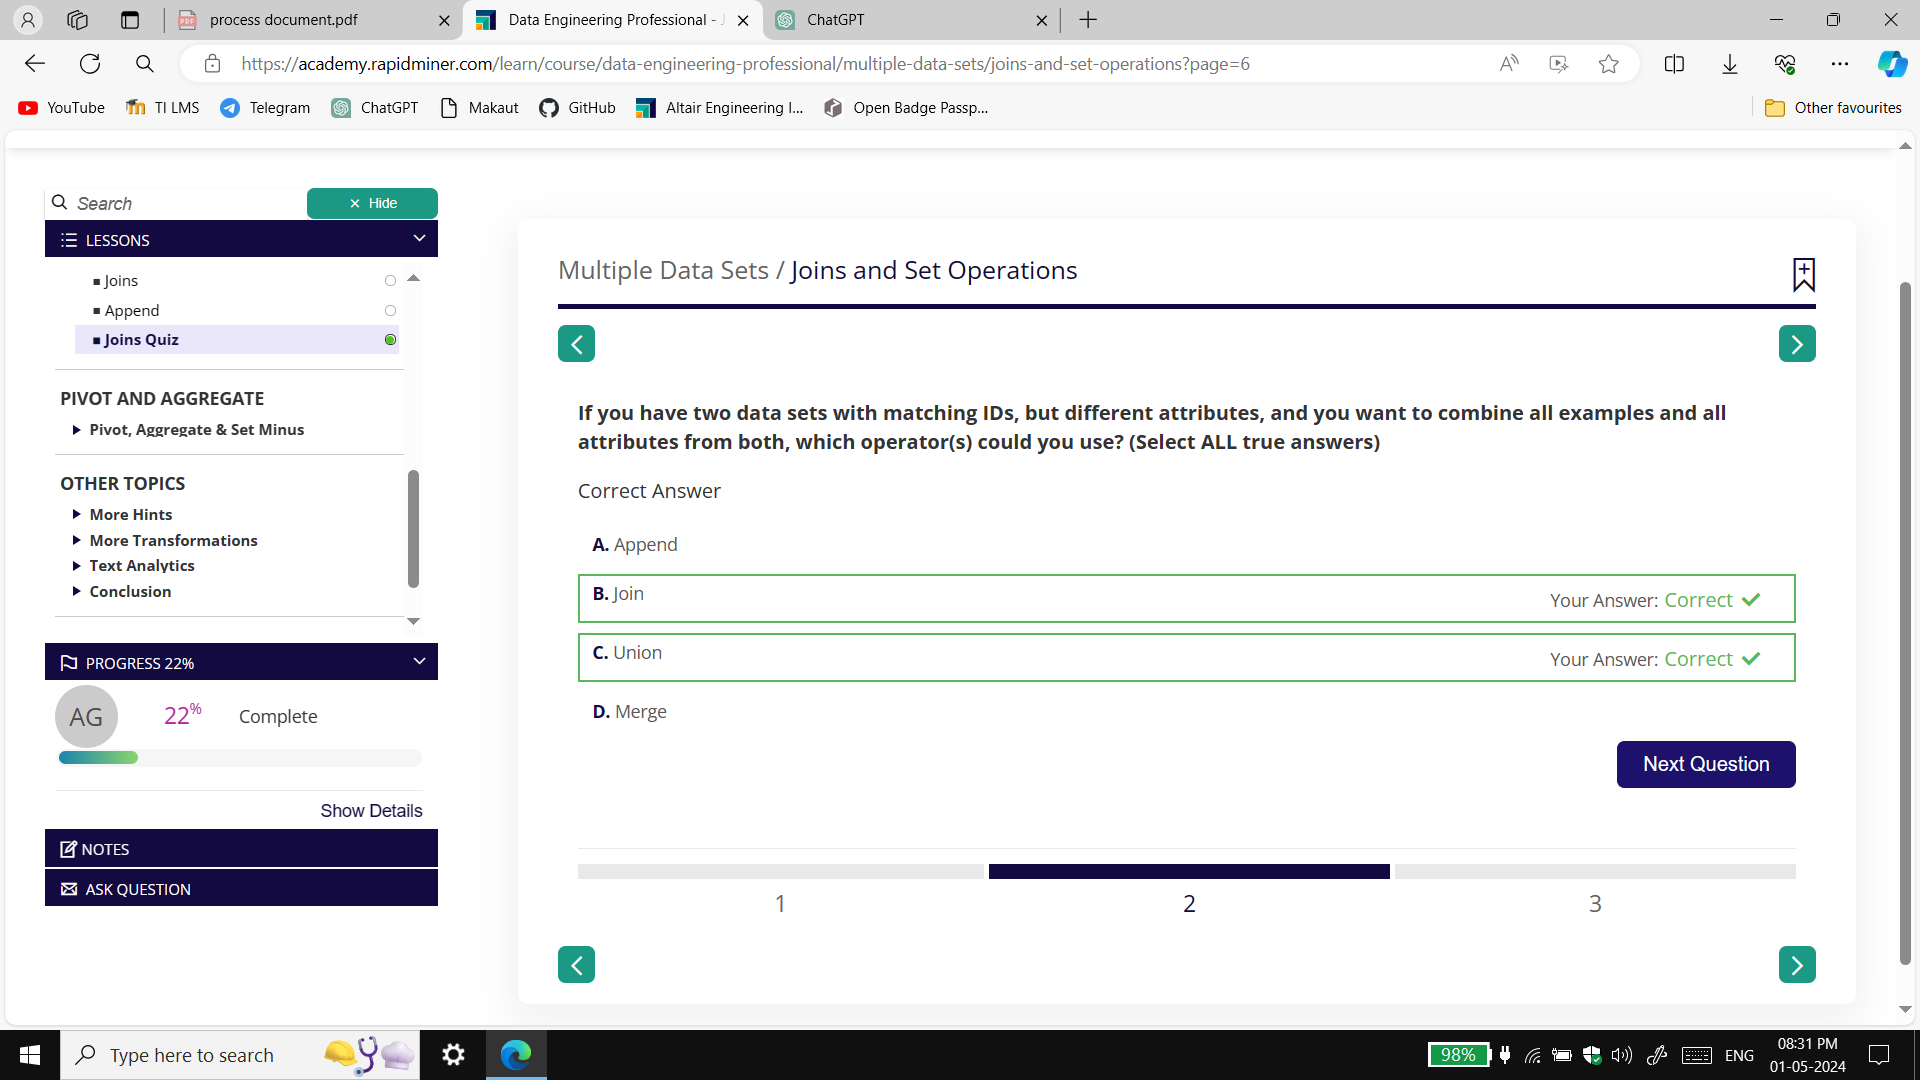 process document.pdf
Data Engineering Professional - J
ChatGPT
https://academy.rapidminer.com/learn/course/data-engineering-professional/multiple-data-sets/joins-and-set-operations?page=6
YouTube
TI LMS
Telegram
ChatGPT
Makaut
GitHub
Altair Engineering I...
Open Badge Passp...
Other favourites
Search
× Hide
LESSONS
Joins
Append
Joins Quiz
PIVOT AND AGGREGATE
Pivot, Aggregate & Set Minus
OTHER TOPICS
More Hints
More Transformations
Text Analytics
Conclusion
PROGRESS 22%
AG
22%
Complete
Show Details
NOTES
ASK QUESTION
Multiple Data Sets / Joins and Set Operations
If you have two data sets with matching IDs, but different attributes, and you want to combine all examples and all
attributes from both, which operator(s) could you use? (Select ALL true answers)
Correct Answer
A. Append
B. Join
Your Answer: Correct
C. Union
Your Answer: Correct
D. Merge
Next Question
1
2
3
Type here to search
98%
ENG
08:31 PM
01-05-2024